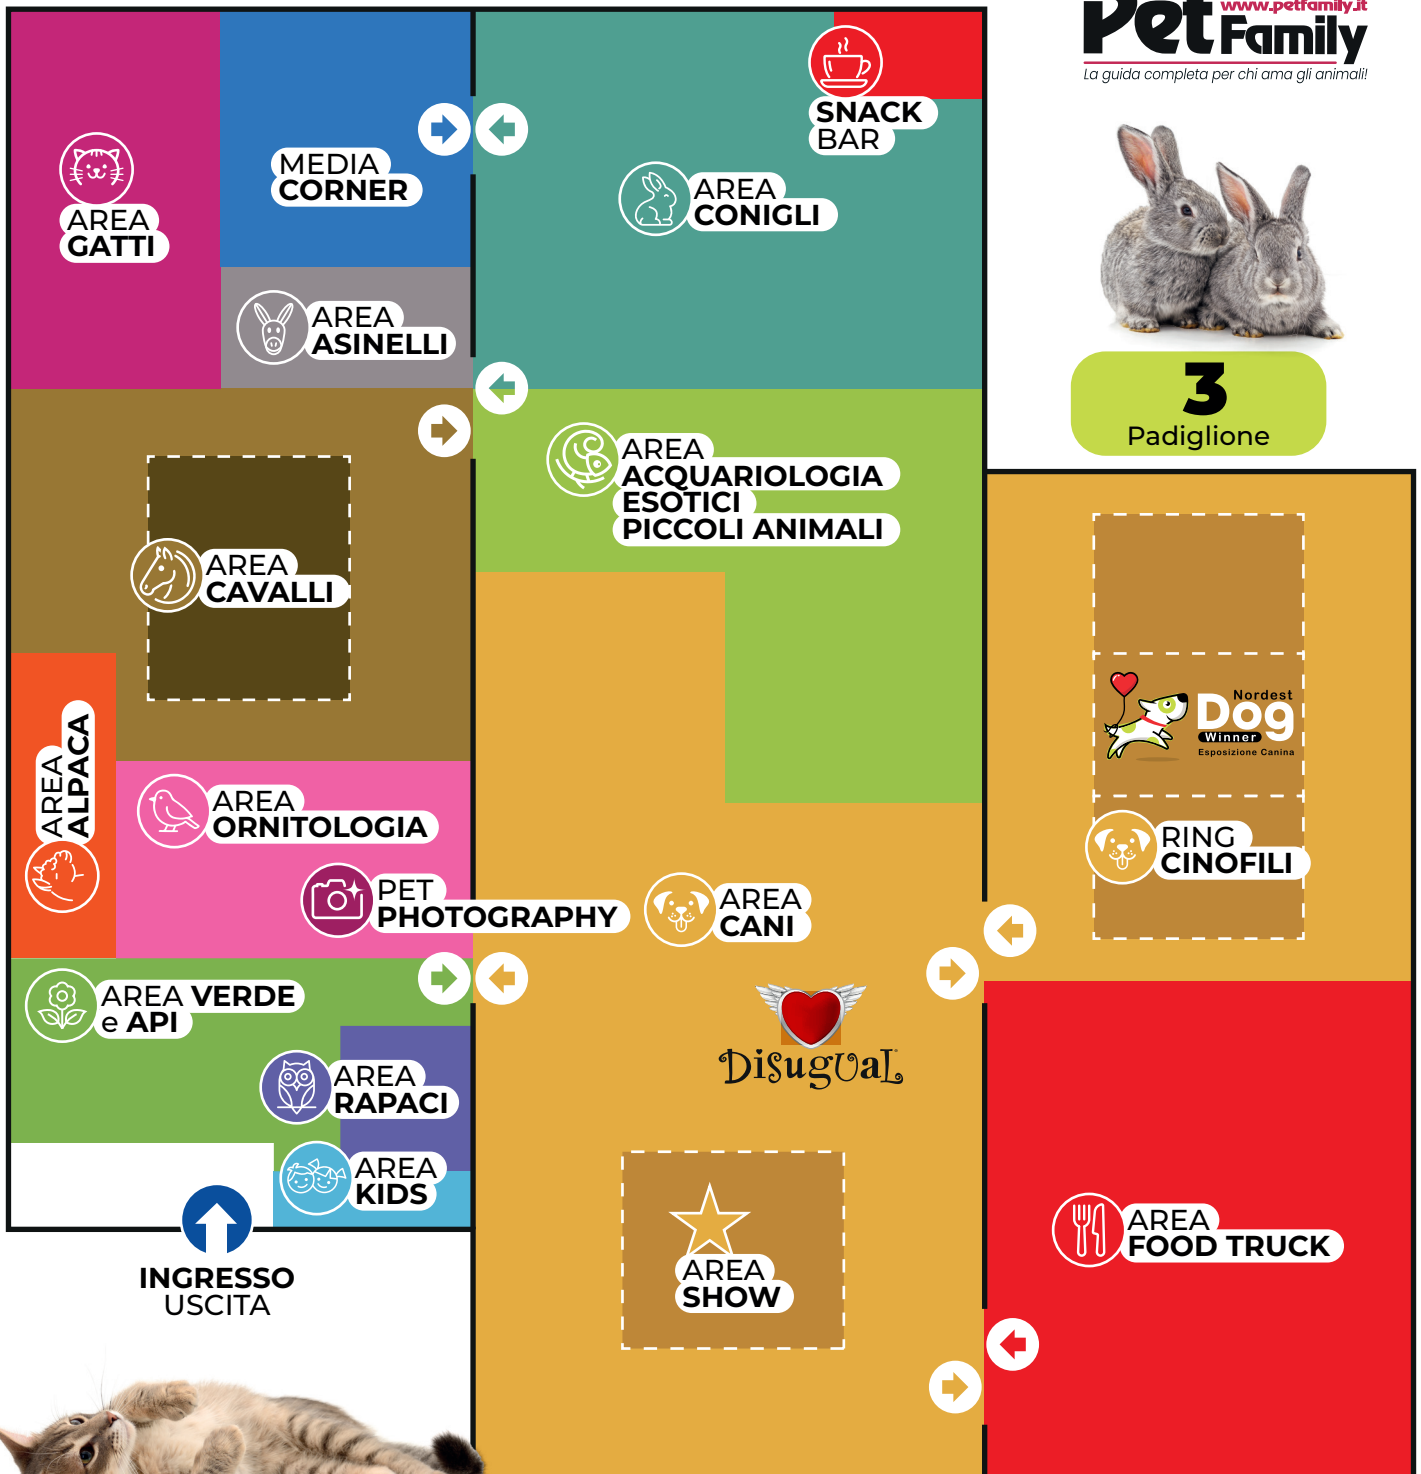 www.petfamily.it
Pet Family
La guida completa per chi ama gli animali!
SNACK
BAR
MEDIA
CORNER
AREA
CONIGLI
AREA
GATTI
AREA
ASINELLI
3
Padiglione
AREA
ACQUARIOLOGIA
ESOTICI
PICCOLI ANIMALI
AREA
CAVALLI
Nordest
Dog
Winner
Esposizione Canina
AREA
ALPACA
AREA
ORNITOLOGIA
RING
CINOFILI
PET
PHOTOGRAPHY
AREA
CANI
AREA VERDE
e API
DiSugUaL
AREA
RAPACI
AREA
KIDS
AREA
FOOD TRUCK
INGRESSO
USCITA
AREA
SHOW